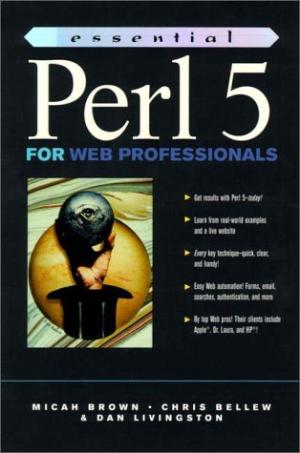 essential
Perl 5
FOR WEB PROFESSIONALS
Get results with Perl 5-today!
Learn from real-world examples
and a live website
Every key technique-quick, clear,
and handy!
Easy Web automation! Forms, email,
searches, authentication, and more
By top Web pros! Their clients include
Apple®, Dr. Laura, and HP®!
MICAH BROWN • CHRIS BELLEW
& DAN LIVINGSTON